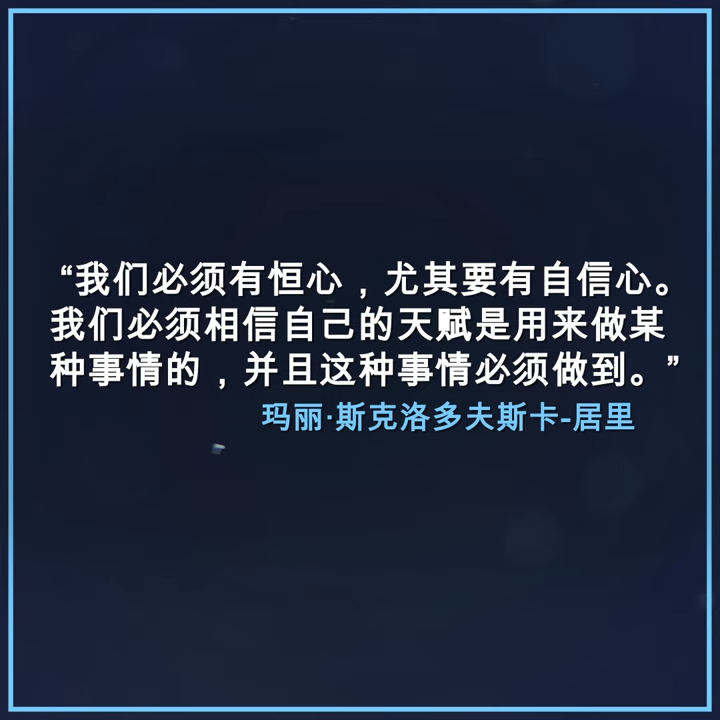 “我们必须有恒心，尤其要有自信心。
我们必须相信自己的天赋是用来做某
种事情的，并且这种事情必须做到。”
玛丽·斯克洛多夫斯卡-居里